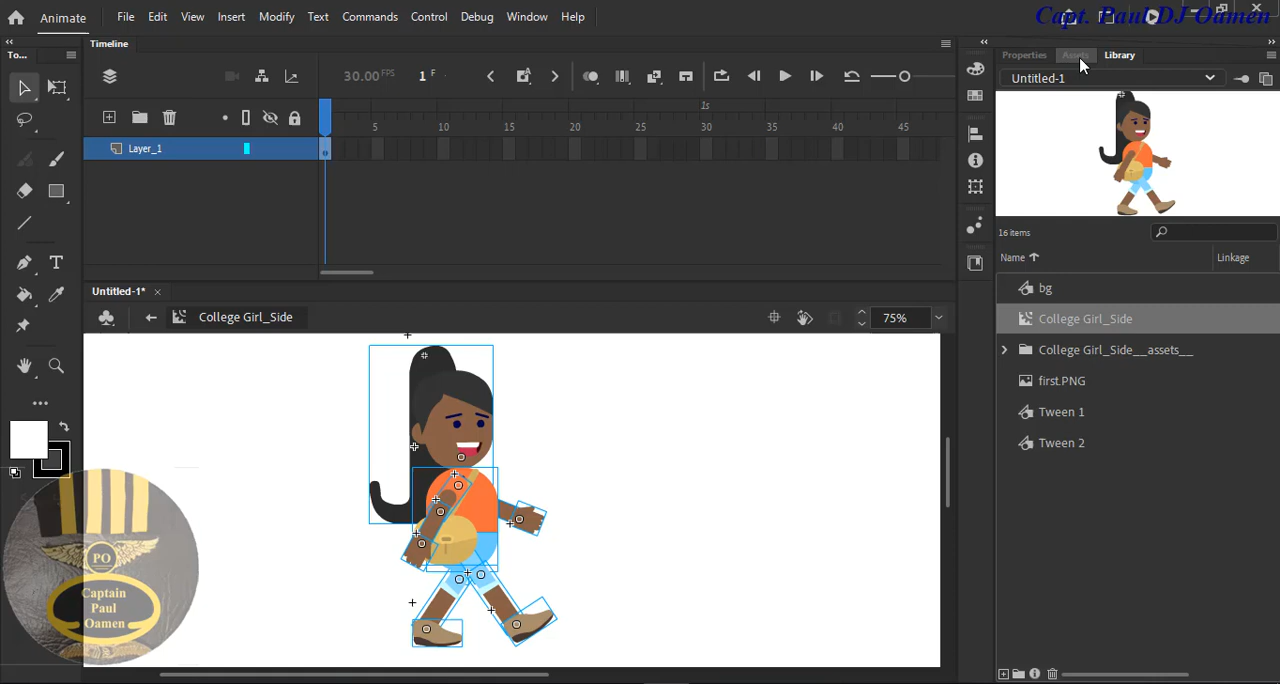 Animate File Edit View Insert Modify Text Commands Control Debug Window Help
Capt. Paul DJ Oamen
To... Timeline Properties Assets Library
30.00 FPS 1 F
Untitled-1
1s
5 10 15 20 25 30 35 40 45
Layer_1
16 items
Name Linkage
Untitled-1* ×
bg
College Girl_Side 75%
College Girl_Side
College Girl_Side__assets__
first.PNG
Tween 1
Tween 2
PO
Captain
Paul
Oamen